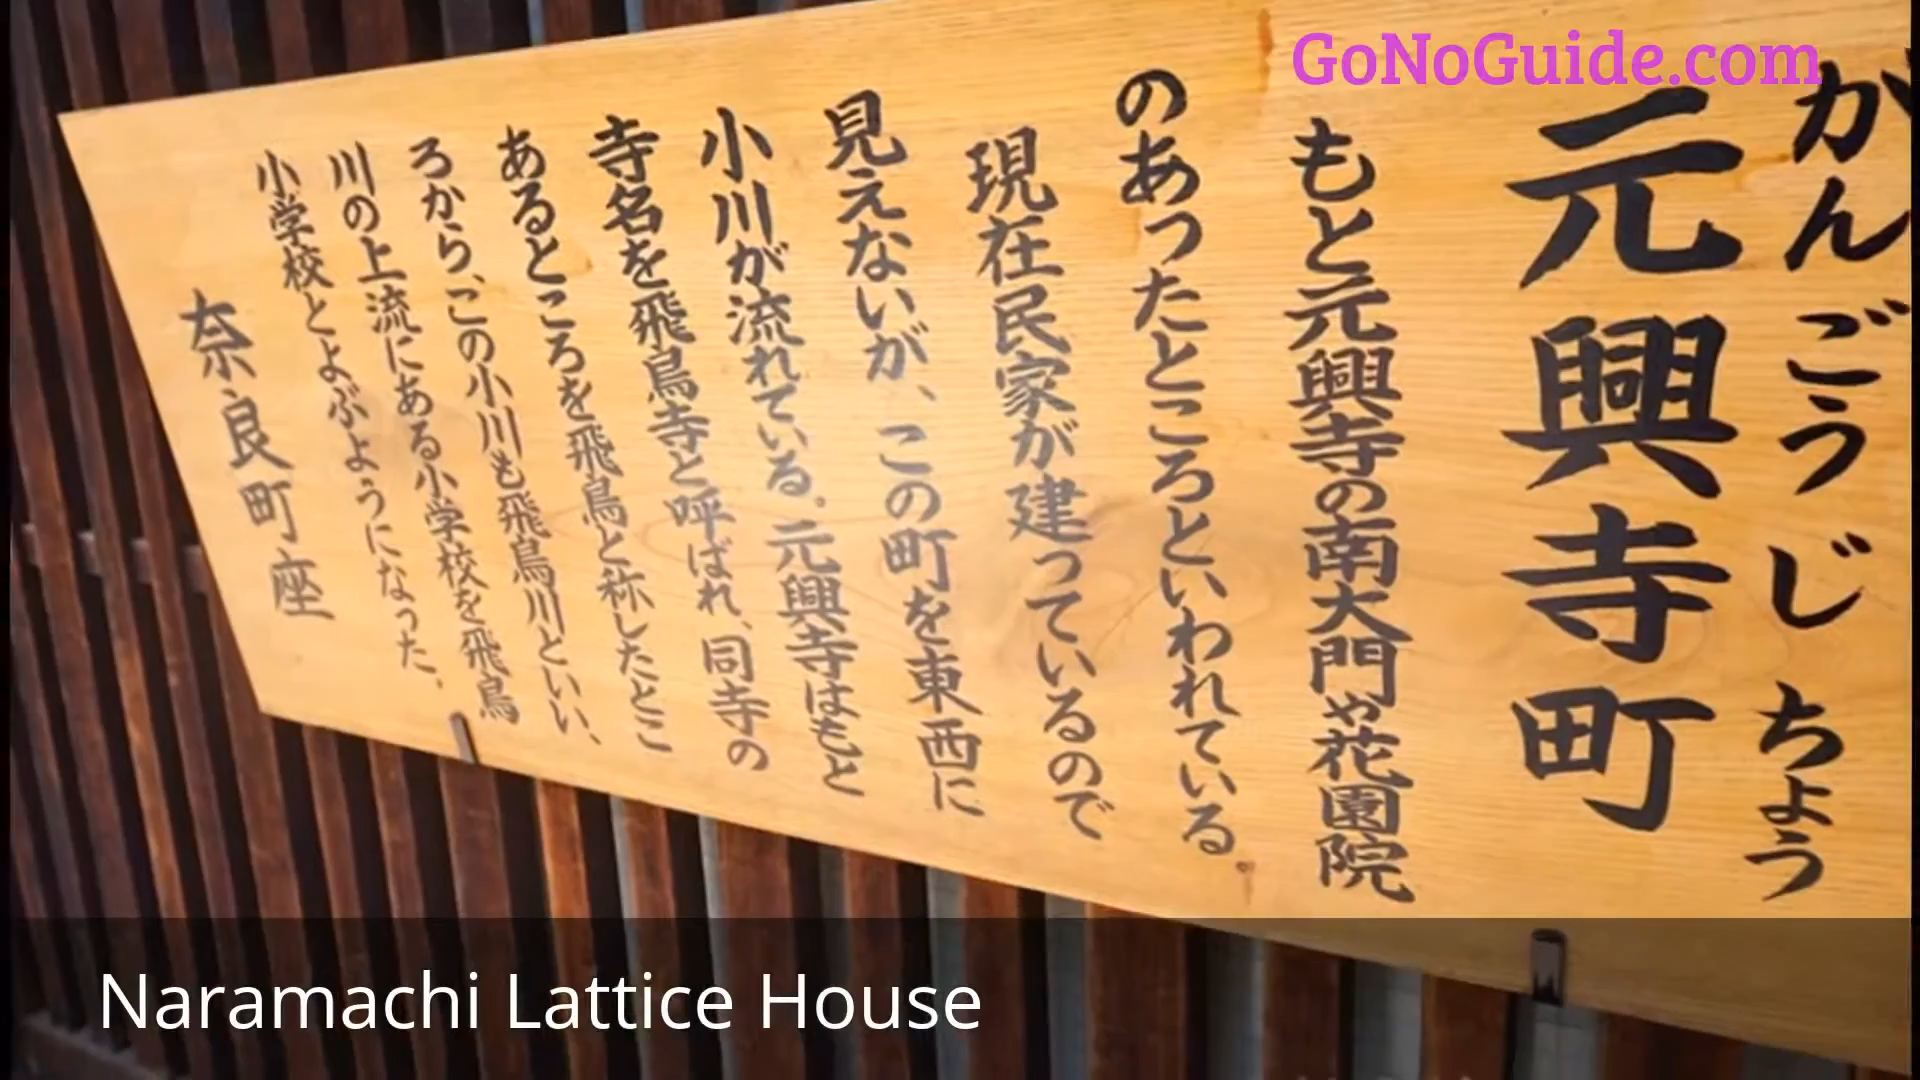 GoNoGuide.com
がんごうじちょう
元興寺町
もと元興寺の南大門や花園院
のあったところといわれている
現在民家が建っているので
見えないが、この町を東西に
小川が流れている。元興寺はもと
寺名を飛鳥寺と呼ばれ、同寺の
あるところを飛鳥と称したとこ
ろから、この小川も飛鳥川といい、
川の上流にある小学校を飛鳥
小学校とよぶようになった。
奈良町座
Naramachi Lattice House